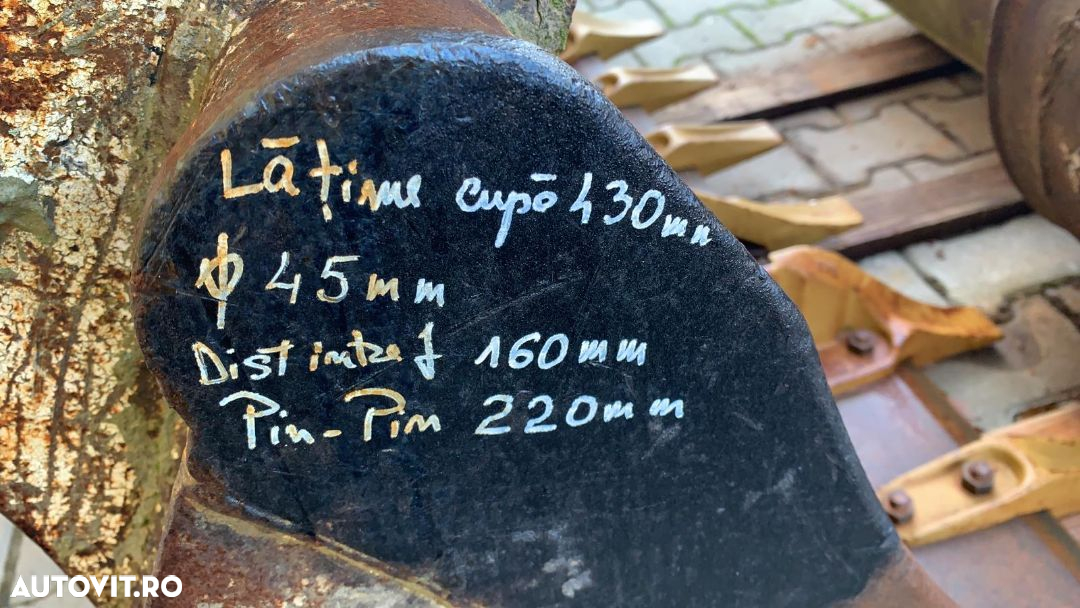 Lățime cupă 430mm
φ 45mm
Dist între f 160mm
Pin-Pin 220mm
AUTOVIT.RO